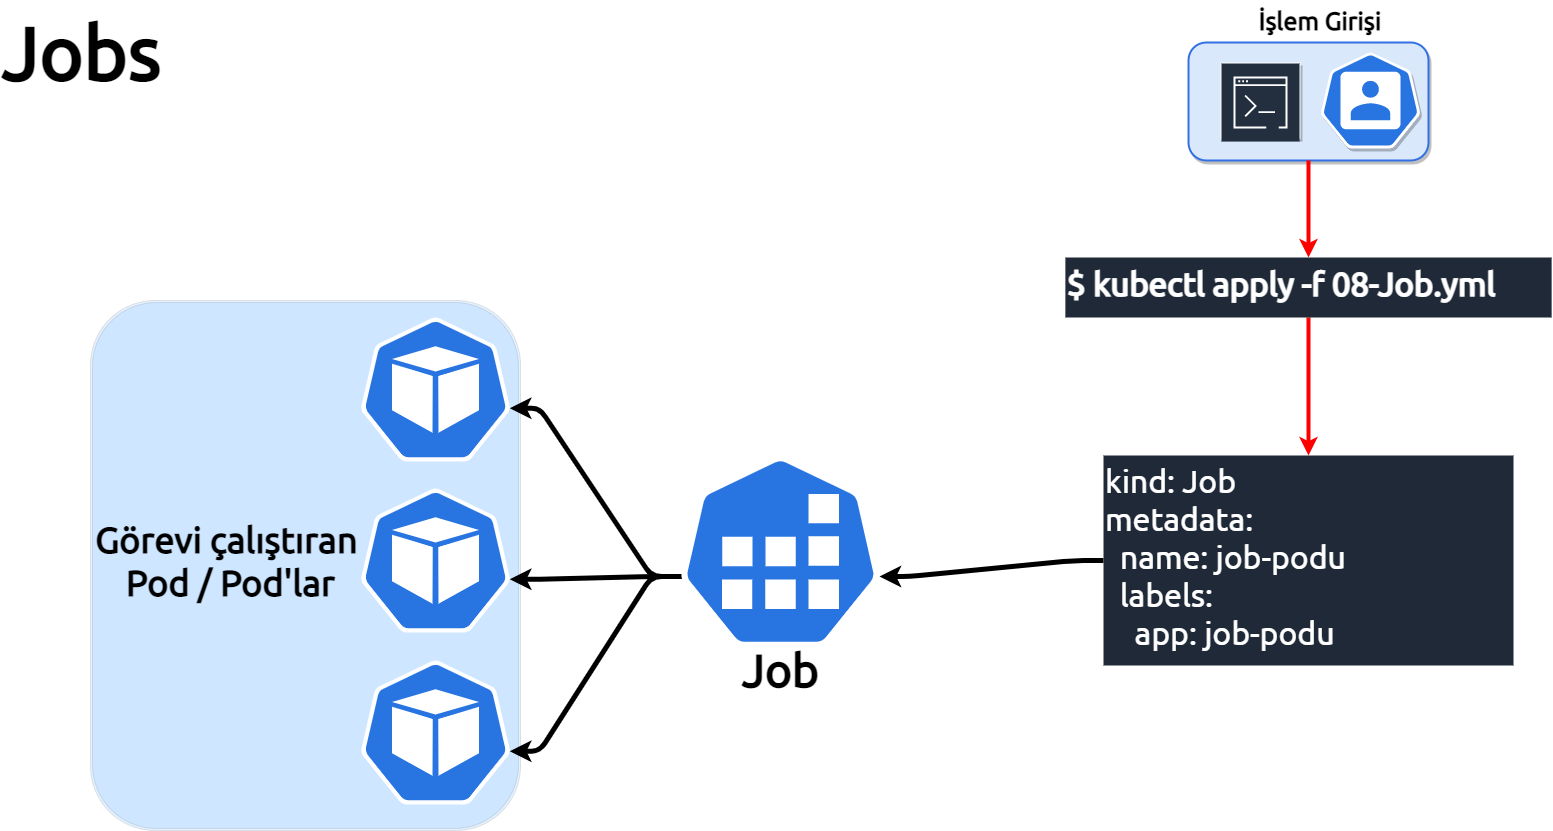 Jobs
İşlem Girişi
$ kubectl apply -f 08-Job.yml
kind: Job
metadata:
  name: job-podu
  labels:
    app: job-podu
Job
Görevi çalıştıran
Pod / Pod'lar